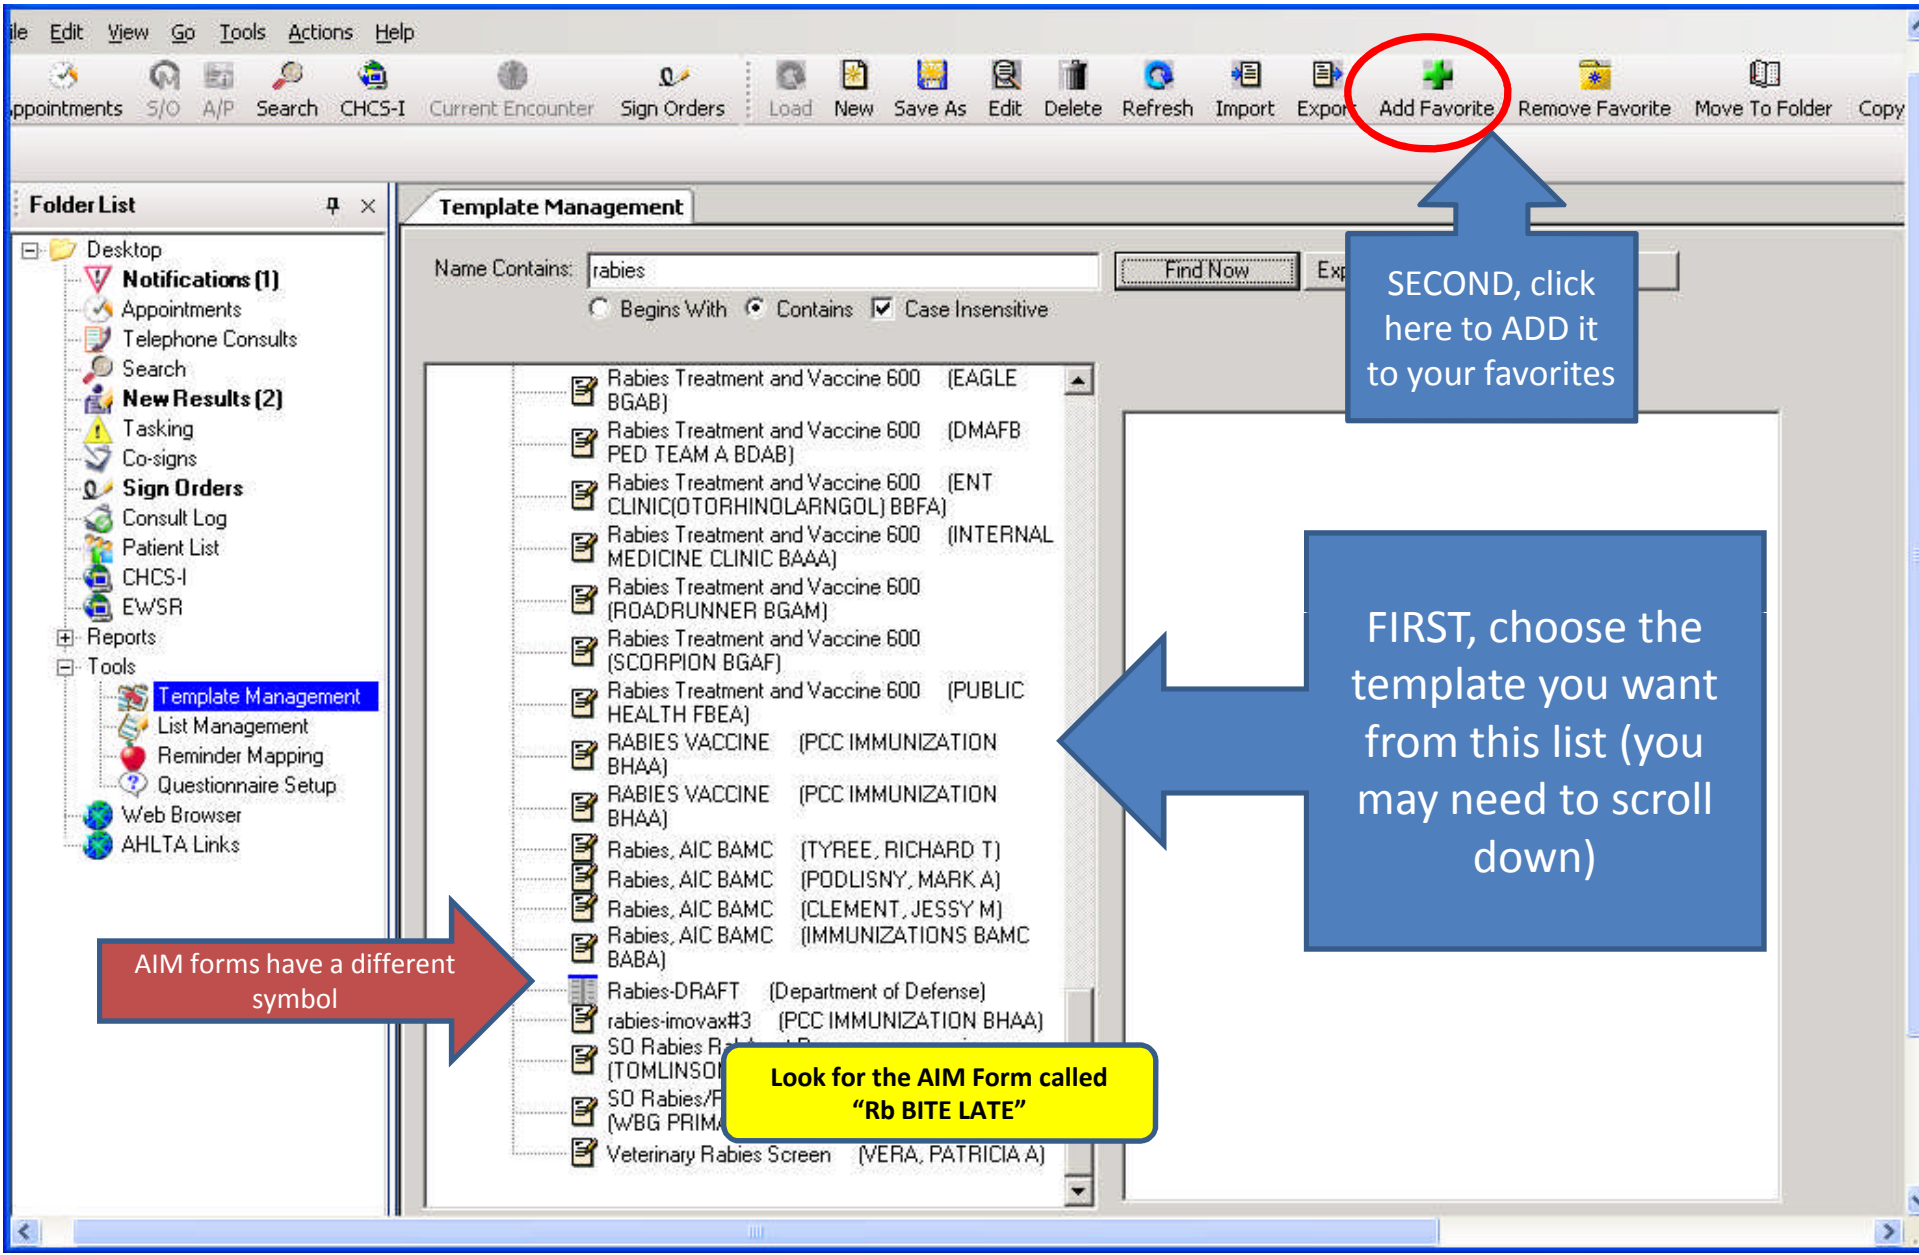 ile Edit View Go Tools Actions Help
ppointments S/O A/P Search CHCS-I Current Encounter Sign Orders Load New Save As Edit Delete Refresh Import Export Add Favorite Remove Favorite Move To Folder Copy
Folder List
Desktop
Notifications (1)
Appointments
Telephone Consults
Search
New Results (2)
Tasking
Co-signs
Sign Orders
Consult Log
Patient List
CHCS-I
EWSR
Reports
Tools
Template Management
List Management
Reminder Mapping
Questionnaire Setup
Web Browser
AHLTA Links
Template Management
Name Contains: rabies Find Now Exp
Begins With Contains Case Insensitive
Rabies Treatment and Vaccine 600 (EAGLE
BGAB)
Rabies Treatment and Vaccine 600 (DMAFB
PED TEAM A BDAB)
Rabies Treatment and Vaccine 600 (ENT
CLINIC(OTORHINOLARNGOL) BBFA)
Rabies Treatment and Vaccine 600 (INTERNAL
MEDICINE CLINIC BAAA)
Rabies Treatment and Vaccine 600
(ROADRUNNER BGAM)
Rabies Treatment and Vaccine 600
(SCORPION BGAF)
Rabies Treatment and Vaccine 600 (PUBLIC
HEALTH FBEA)
RABIES VACCINE (PCC IMMUNIZATION
BHAA)
RABIES VACCINE (PCC IMMUNIZATION
BHAA)
Rabies, AIC BAMC (TYREE, RICHARD T)
Rabies, AIC BAMC (PODLISNY, MARK A)
Rabies, AIC BAMC (CLEMENT, JESSY M)
Rabies, AIC BAMC (IMMUNIZATIONS BAMC
BABA)
Rabies-DRAFT (Department of Defense)
rabies-imovax#3 (PCC IMMUNIZATION BHAA)
SO Rabies
(TOMLINSON
SO Rabies/
(WBG PRIMA
Veterinary Rabies Screen (VERA, PATRICIA A)
SECOND, click
here to ADD it
to your favorites
FIRST, choose the
template you want
from this list (you
may need to scroll
down)
AIM forms have a different
symbol
Look for the AIM Form called
“Rb BITE LATE”